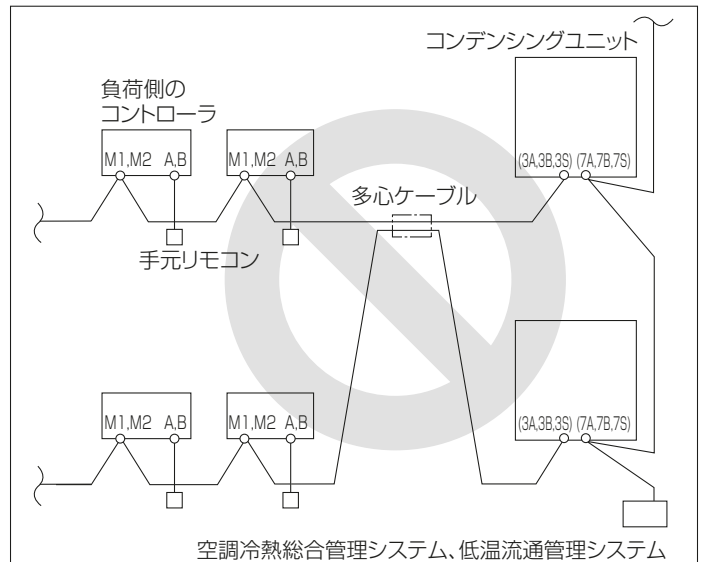 コンデンシングユニット
負荷側の
コントローラ
M1,M2 A,B
M1,M2 A,B
(3A,3B,3S) (7A,7B,7S)
多心ケーブル
手元リモコン
M1,M2 A,B
M1,M2 A,B
(3A,3B,3S) (7A,7B,7S)
空調冷熱総合管理システム、低温流通管理システム